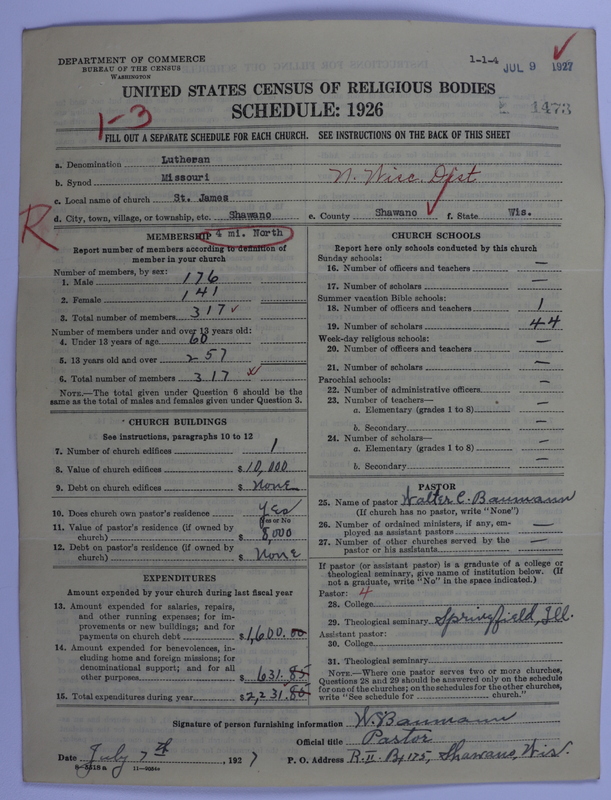 DEPARTMENT OF COMMERCE
BUREAU OF THE CENSUS
WASHINGTON
1-1-4
JUL 9 1927
UNITED STATES CENSUS OF RELIGIOUS BODIES
SCHEDULE: 1926
1473
1-3
FILL OUT A SEPARATE SCHEDULE FOR EACH CHURCH. SEE INSTRUCTIONS ON THE BACK OF THIS SHEET
a. Denomination Lutheran
b. Synod Missouri
N. Wisc. Dist
c. Local name of church St. James
d. City, town, village, or township, etc. Shawano e. County Shawano f. State Wis.
R
4 mi. North
MEMBERSHIP
Report number of members according to definition of
member in your church
Number of members, by sex:
1. Male 176
2. Female 141
3. Total number of members 317
Number of members under and over 13 years old:
4. Under 13 years of age 60
5. 13 years old and over 257
6. Total number of members 317
NOTE.—The total given under Question 6 should be
same as the total of males and females given under Question 3.
CHURCH BUILDINGS
See instructions, paragraphs 10 to 12
7. Number of church edifices 1
8. Value of church edifices $10,000
9. Debt on church edifices $ None
10. Does church own pastor's residence Yes
Yes or No
11. Value of pastor's residence (if owned by
church) $ 8,000
12. Debt on pastor's residence (if owned by
church) $ None
EXPENDITURES
Amount expended by your church during last fiscal year
13. Amount expended for salaries, repairs,
and other running expenses; for im-
provements or new buildings; and for
payments on church debt $1,600.00
14. Amount expended for benevolences, in-
cluding home and foreign missions; for
denominational support; and for all
other purposes $ 631.85
15. Total expenditures during year $2,231.85
CHURCH SCHOOLS
Report here only schools conducted by this church
Sunday schools:
16. Number of officers and teachers —
17. Number of scholars —
Summer vacation Bible schools:
18. Number of officers and teachers 1
19. Number of scholars 44
Week-day religious schools:
20. Number of officers and teachers —
21. Number of scholars —
Parochial schools:
22. Number of administrative officers —
23. Number of teachers—
a. Elementary (grades 1 to 8) —
b. Secondary —
24. Number of scholars—
a. Elementary (grades 1 to 8) —
b. Secondary —
PASTOR
25. Name of pastor Walter C. Baumann
(If church has no pastor, write "None")
26. Number of ordained ministers, if any, em-
ployed as assistant pastors —
27. Number of other churches served by the
pastor or his assistants —
If pastor (or assistant pastor) is a graduate of a college or
theological seminary, give name of institution below. (If
not a graduate, write "No" in the space indicated.)
Pastor: 4
28. College
29. Theological seminary Springfield, Ill.
Assistant pastor:
30. College
31. Theological seminary
NOTE.—Where one pastor serves two or more churches,
Questions 28 and 29 should be answered only on the schedule
for one of the churches; on the schedules for the other churches,
write "See schedule for church."
Signature of person furnishing information W. Baumann
Official title Pastor
Date July 7th, 1927 P. O. Address R. II. Bx 175, Shawano, Wis.
8-5318a 11—9084